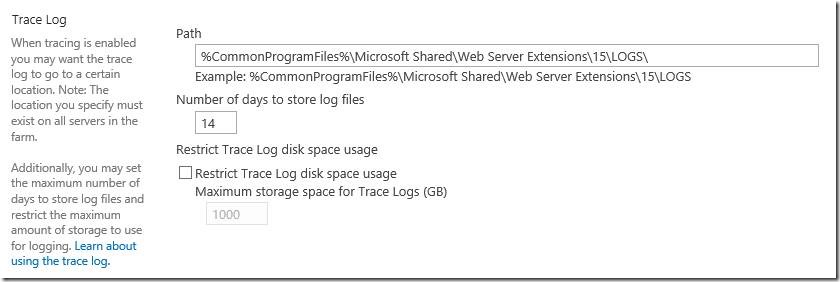 Trace Log
When tracing is enabled
you may want the trace
log to go to a certain
location. Note: The
location you specify must
exist on all servers in the
farm.
Additionally, you may set
the maximum number of
days to store log files and
restrict the maximum
amount of storage to use
for logging. Learn about
using the trace log.
Path
%CommonProgramFiles%\Microsoft Shared\Web Server Extensions\15\LOGS\
Example: %CommonProgramFiles%\Microsoft Shared\Web Server Extensions\15\LOGS
Number of days to store log files
14
Restrict Trace Log disk space usage
Restrict Trace Log disk space usage
Maximum storage space for Trace Logs (GB)
1000